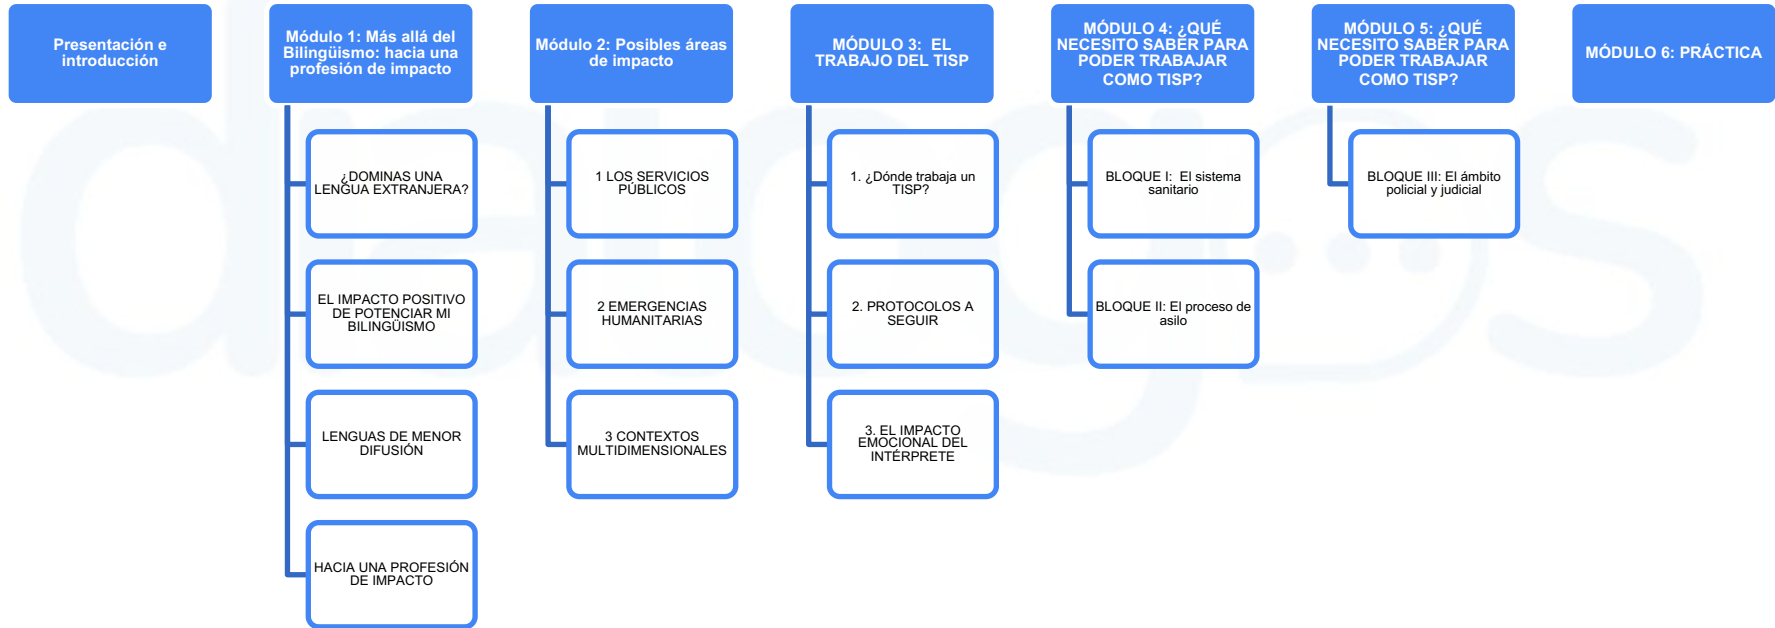 Presentación e
introducción
Módulo 1: Más allá del
Bilingüismo: hacia una
profesión de impacto
¿DOMINAS UNA
LENGUA EXTRANJERA?
EL IMPACTO POSITIVO
DE POTENCIAR MI
BILINGÜISMO
LENGUAS DE MENOR
DIFUSIÓN
HACIA UNA PROFESIÓN
DE IMPACTO
Módulo 2: Posibles áreas
de impacto
1 LOS SERVICIOS
PÚBLICOS
2 EMERGENCIAS
HUMANITARIAS
3 CONTEXTOS
MULTIDIMENSIONALES
MÓDULO 3: EL
TRABAJO DEL TISP
1. ¿Dónde trabaja un
TISP?
2. PROTOCOLOS A
SEGUIR
3. EL IMPACTO
EMOCIONAL DEL
INTÉRPRETE
MÓDULO 4: ¿QUÉ
NECESITO SABER PARA
PODER TRABAJAR
COMO TISP?
BLOQUE I: El sistema
sanitario
BLOQUE II: El proceso de
asilo
MÓDULO 5: ¿QUÉ
NECESITO SABER PARA
PODER TRABAJAR
COMO TISP?
BLOQUE III: El ámbito
policial y judicial
MÓDULO 6: PRÁCTICA
dialogos